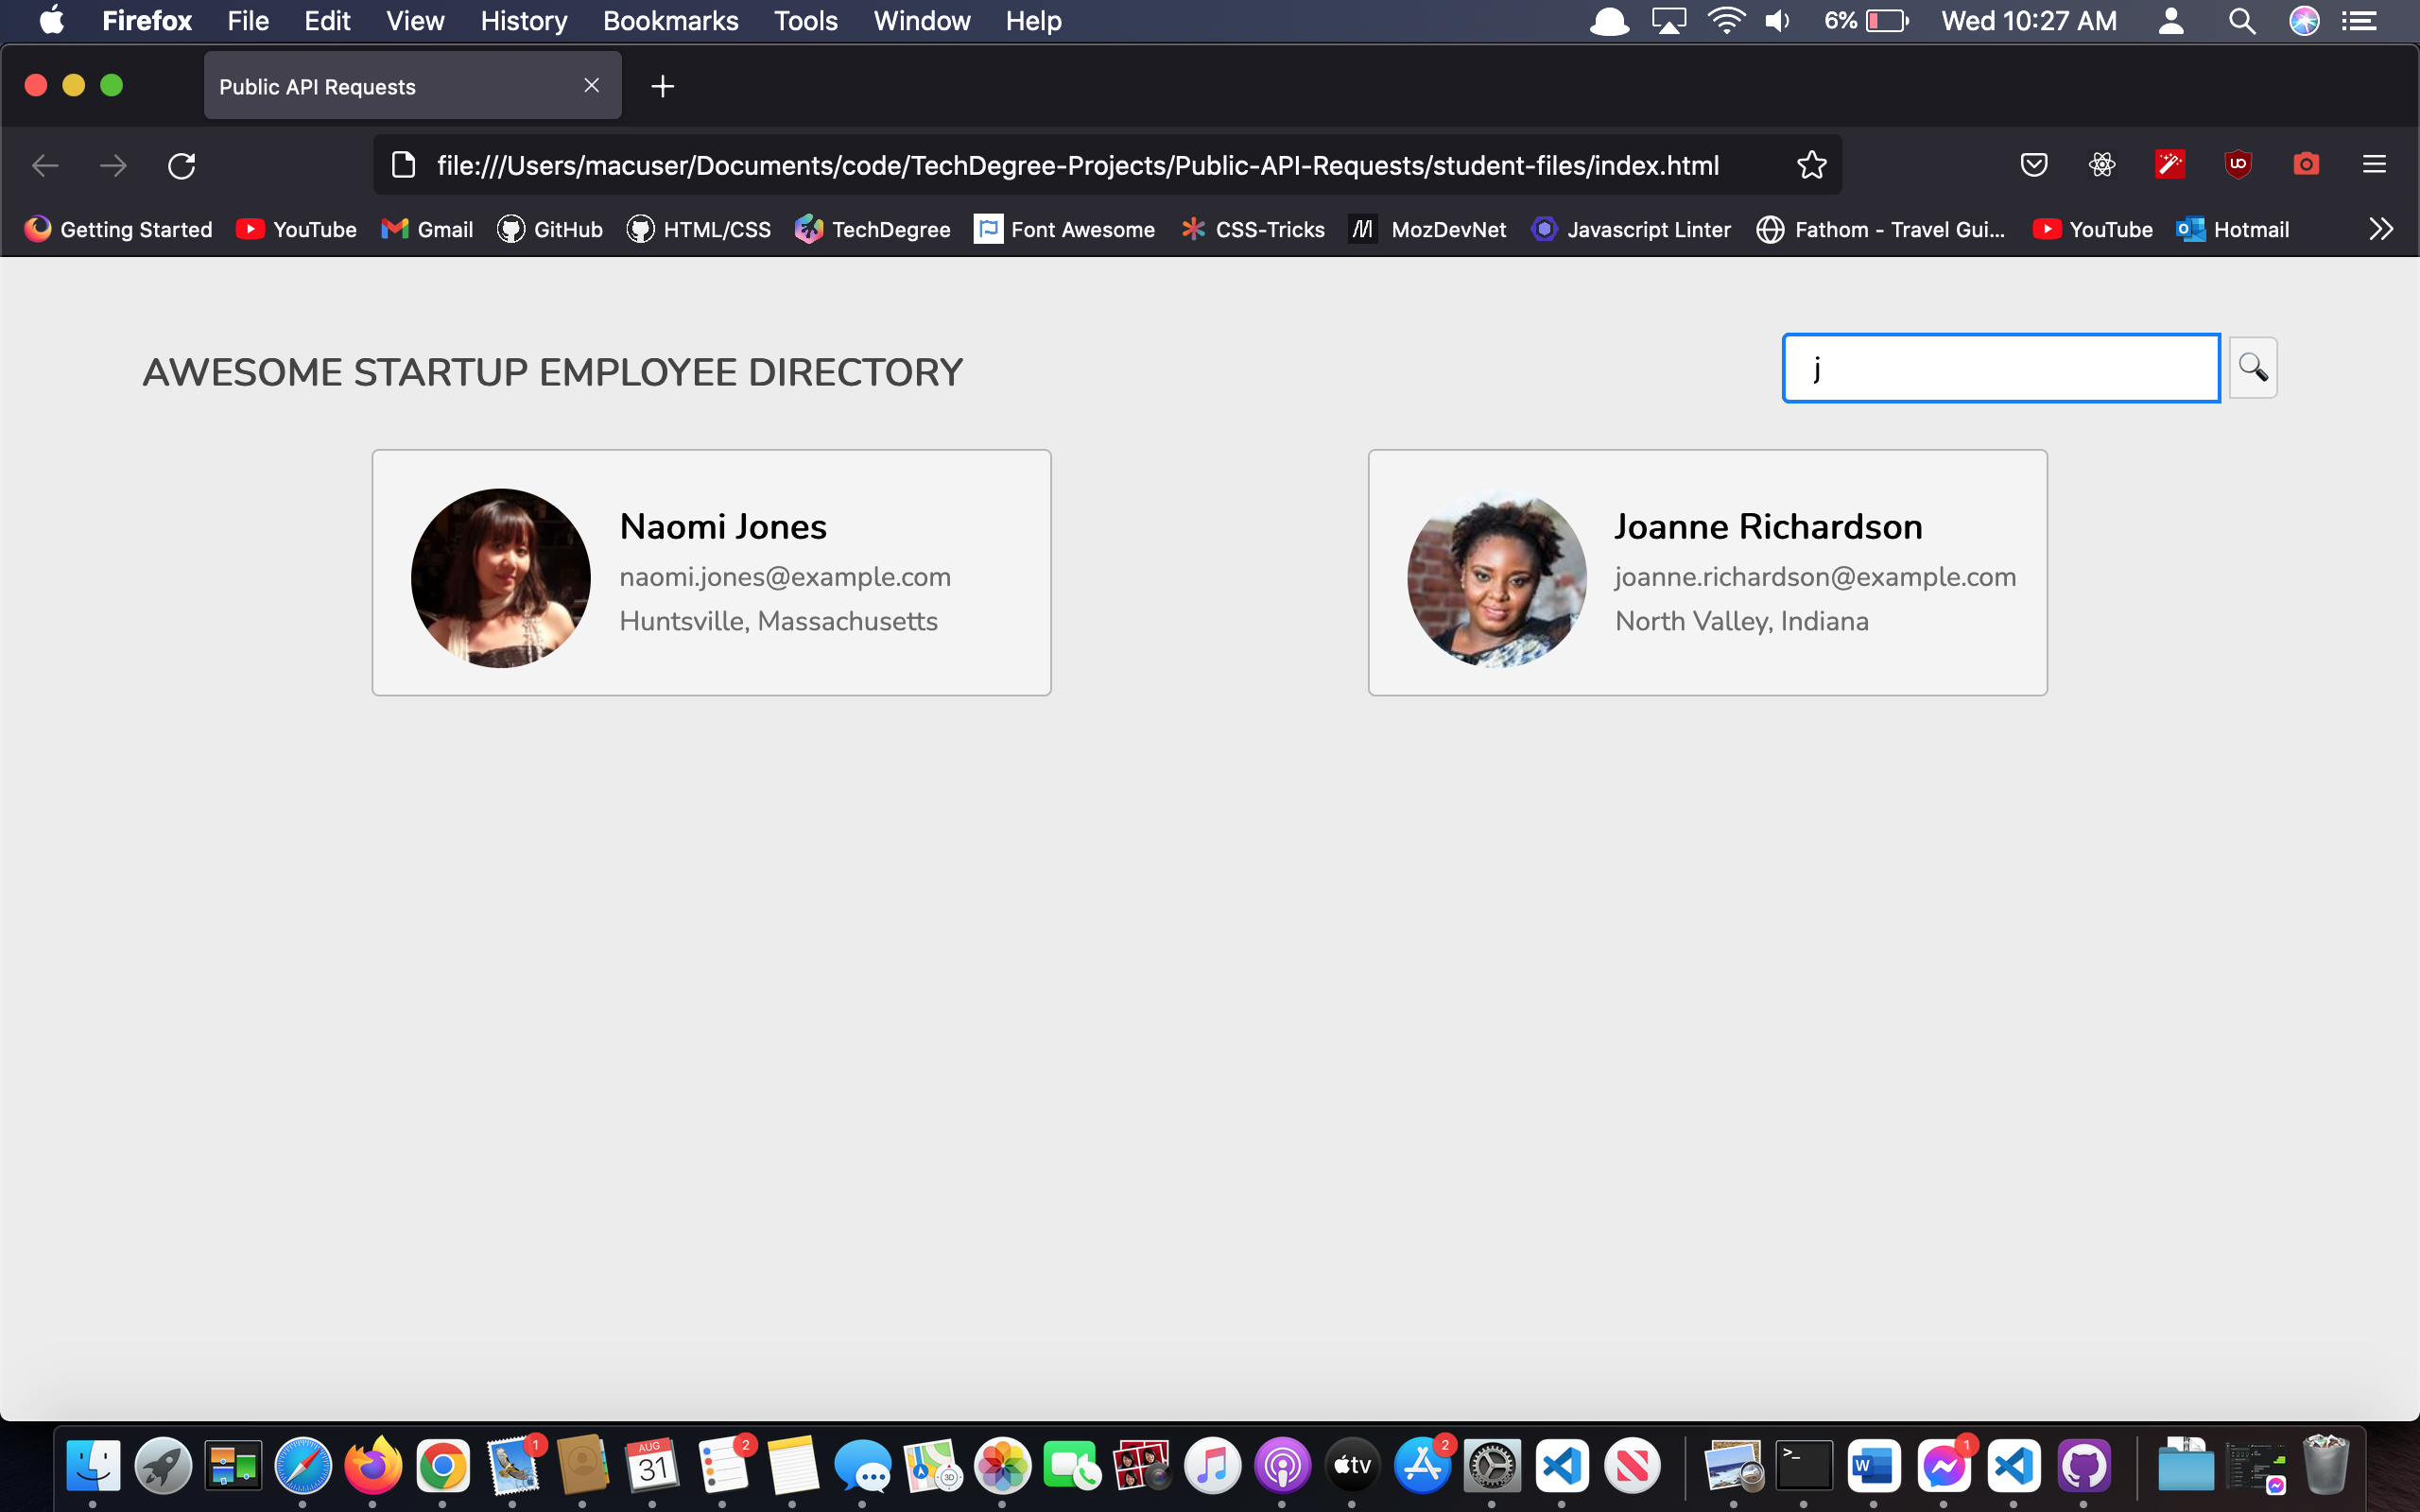 Firefox File Edit View History Bookmarks Tools Window Help 6% Wed 10:27 AM
Public API Requests
file:///Users/macuser/Documents/code/TechDegree-Projects/Public-API-Requests/student-files/index.html
Getting Started YouTube Gmail GitHub HTML/CSS TechDegree Font Awesome CSS-Tricks MozDevNet Javascript Linter Fathom - Travel Gui... YouTube Hotmail
AWESOME STARTUP EMPLOYEE DIRECTORY
j
Naomi Jones
naomi.jones@example.com
Huntsville, Massachusetts
Joanne Richardson
joanne.richardson@example.com
North Valley, Indiana
1 AUG 31 2 3D tv 2 >_ W 1